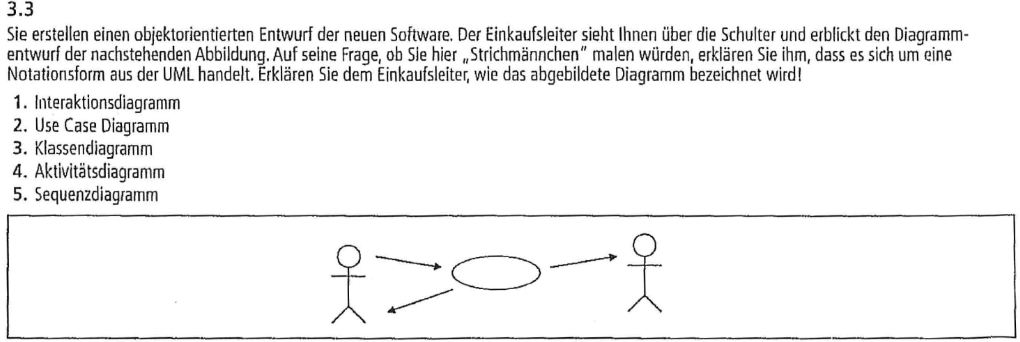 3.3
Sie erstellen einen objektorientierten Entwurf der neuen Software. Der Einkaufsleiter sieht Ihnen über die Schulter und erblickt den Diagramm-
entwurf der nachstehenden Abbildung. Auf seine Frage, ob Sie hier „Strichmännchen" malen würden, erklären Sie ihm, dass es sich um eine
Notationsform aus der UML handelt. Erklären Sie dem Einkaufsleiter, wie das abgebildete Diagramm bezeichnet wird!
1. Interaktionsdiagramm
2. Use Case Diagramm
3. Klassendiagramm
4. Aktivitätsdiagramm
5. Sequenzdiagramm